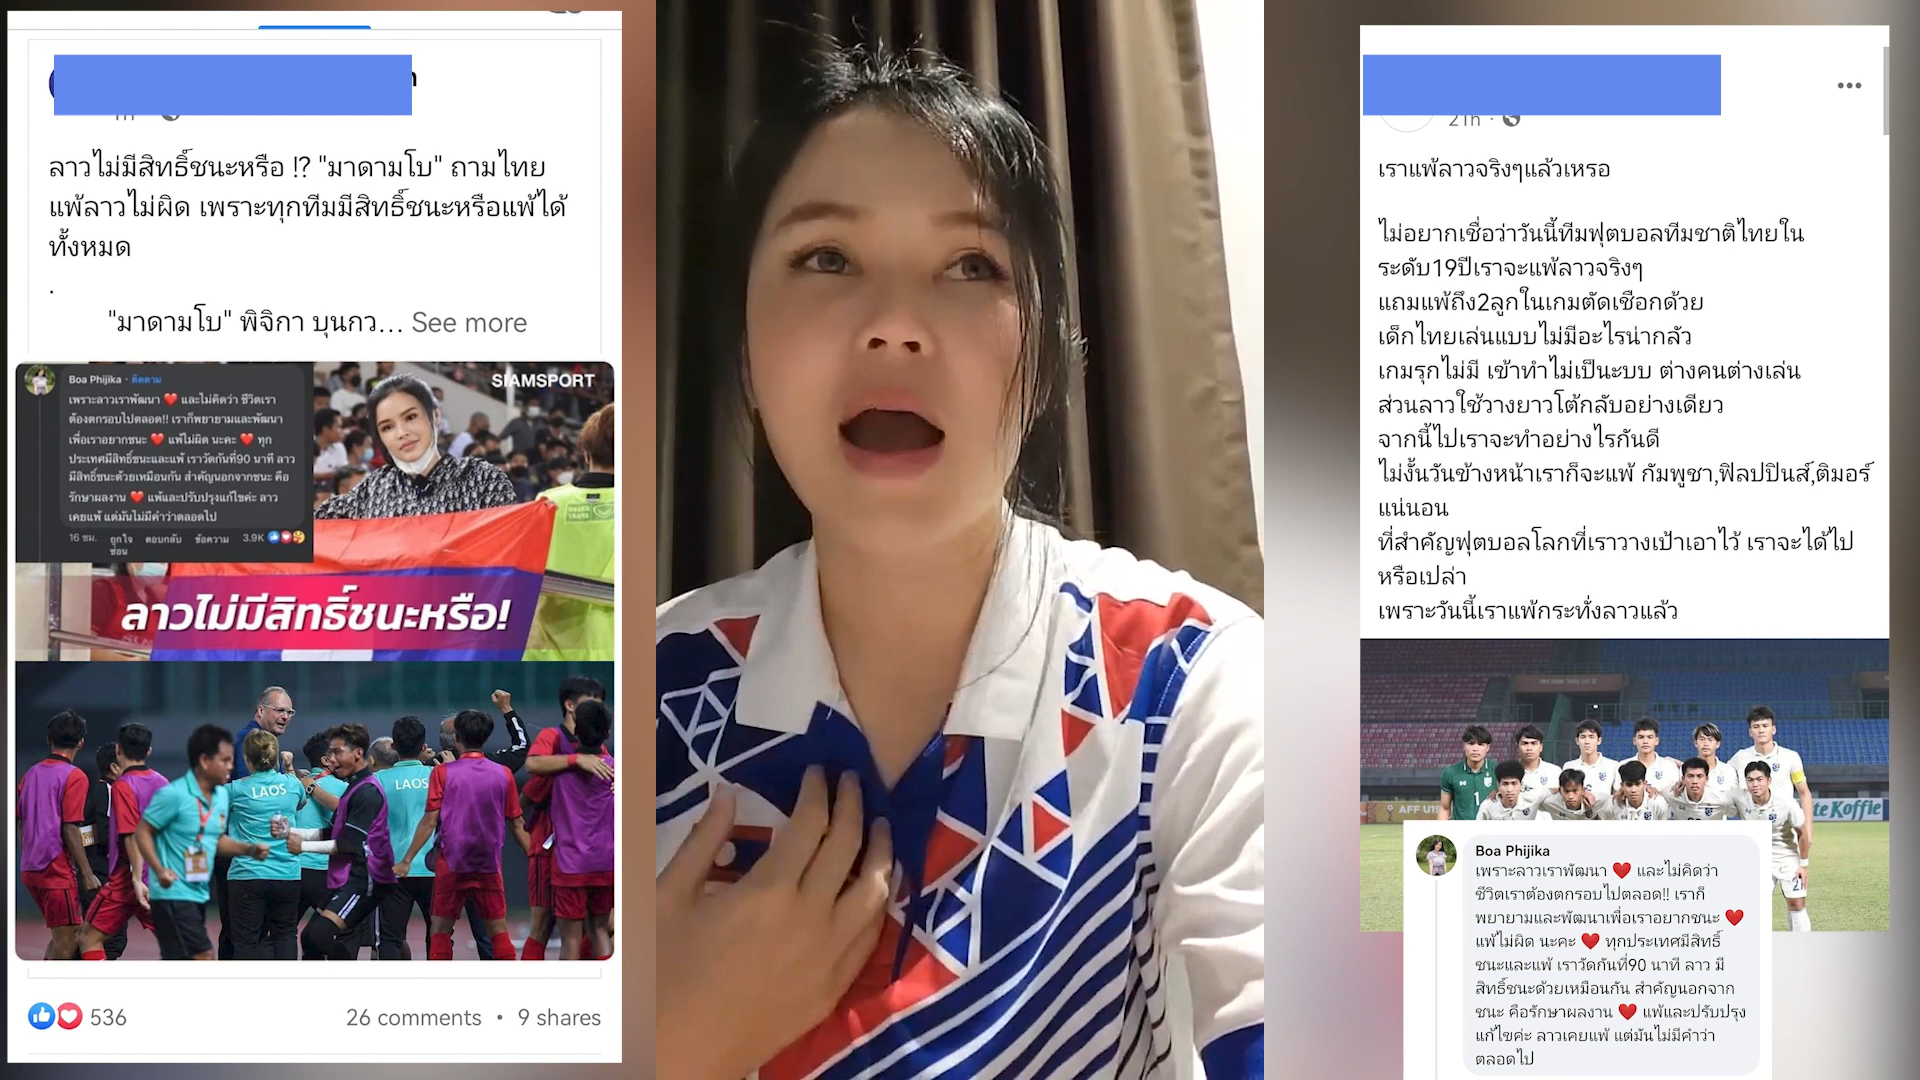 1h
ลาวไม่มีสิทธิ์ชนะหรือ !? "มาดามโบ" ถามไทย
แพ้ลาวไม่ผิด เพราะทุกทีมมีสิทธิ์ชนะหรือแพ้ได้
ทั้งหมด
.
"มาดามโบ" พิจิกา บุนกว... See more
Boa Phijika · ติดตาม
เพราะลาวเราพัฒนา ❤️ และไม่คิดว่า ชีวิตเรา
ต้องตกรอบไปตลอด!! เราก็พยายามและพัฒนา
เพื่อเราอยากชนะ ❤️ แพ้ไม่ผิด นะคะ ❤️ ทุก
ประเทศมีสิทธิ์ชนะและแพ้ เราวัดกันที่90 นาที ลาว
มีสิทธิ์ชนะด้วยเหมือนกัน สำคัญนอกจากชนะ คือ
รักษาผลงาน ❤️ แพ้และปรับปรุงแก้ไขค่ะ ลาว
เคยแพ้ แต่มันไม่มีคำว่าตลอดไป
16 ชม. ถูกใจ ตอบกลับ ข้อความ 3.9K
ซ่อน
SIAMSPORT
ลาวไม่มีสิทธิ์ชนะหรือ!
LAOS
LAOS
536
26 comments • 9 shares
21h ·
เราแพ้ลาวจริงๆแล้วเหรอ
ไม่อยากเชื่อว่าวันนี้ทีมฟุตบอลทีมชาติไทยใน
ระดับ19ปีเราจะแพ้ลาวจริงๆ
แถมแพ้ถึง2ลูกในเกมตัดเชือกด้วย
เด็กไทยเล่นแบบไม่มีอะไรน่ากลัว
เกมรุกไม่มี เข้าทำไม่เป็นะบบ ต่างคนต่างเล่น
ส่วนลาวใช้วางยาวโต้กลับอย่างเดียว
จากนี้ไปเราจะทำอย่างไรกันดี
ไม่งั้นวันข้างหน้าเราก็จะแพ้ กัมพูชา,ฟิลปปินส์,ติมอร์
แน่นอน
ที่สำคัญฟุตบอลโลกที่เราวางเป้าเอาไว้ เราจะได้ไป
หรือเปล่า
เพราะวันนี้เราแพ้กระทั่งลาวแล้ว
AFF U19
te Koffie
Boa Phijika
เพราะลาวเราพัฒนา ❤️ และไม่คิดว่า
ชีวิตเราต้องตกรอบไปตลอด!! เราก็
พยายามและพัฒนาเพื่อเราอยากชนะ ❤️
แพ้ไม่ผิด นะคะ ❤️ ทุกประเทศมีสิทธิ์
ชนะและแพ้ เราวัดกันที่90 นาที ลาว มี
สิทธิ์ชนะด้วยเหมือนกัน สำคัญนอกจาก
ชนะ คือรักษาผลงาน ❤️ แพ้และปรับปรุง
แก้ไขค่ะ ลาวเคยแพ้ แต่มันไม่มีคำว่า
ตลอดไป